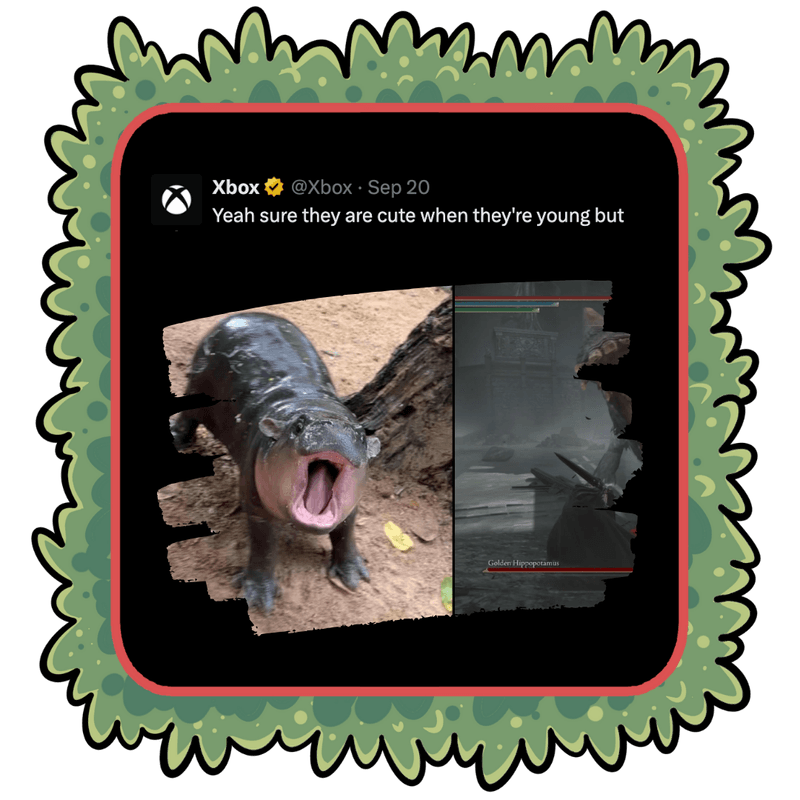 Xbox @Xbox · Sep 20
Yeah sure they are cute when they're young but
Golden Hippopotamus